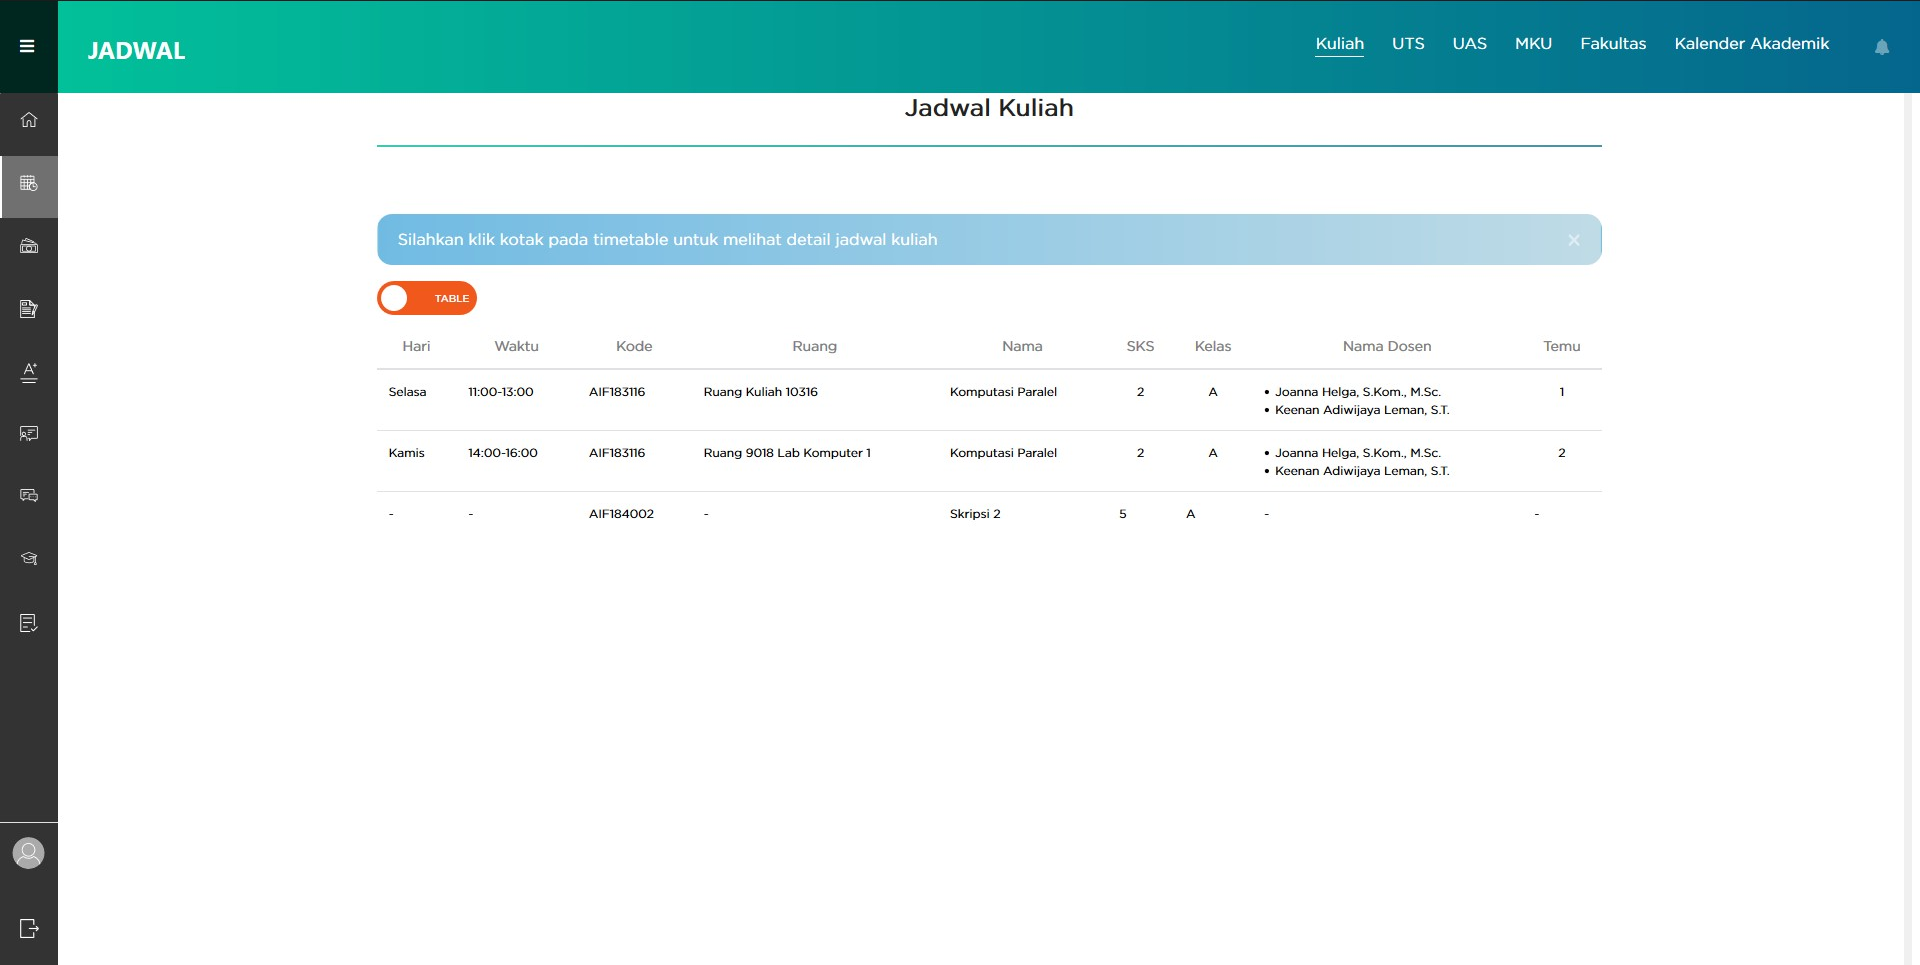 JADWAL
Kuliah UTS UAS MKU Fakultas Kalender Akademik
Jadwal Kuliah
Silahkan klik kotak pada timetable untuk melihat detail jadwal kuliah ×
TABLE
Hari Waktu Kode Ruang Nama SKS Kelas Nama Dosen Temu
Selasa 11:00-13:00 AIF183116 Ruang Kuliah 10316 Komputasi Paralel 2 A • Joanna Helga, S.Kom., M.Sc. 1
• Keenan Adiwijaya Leman, S.T.
Kamis 14:00-16:00 AIF183116 Ruang 9018 Lab Komputer 1 Komputasi Paralel 2 A • Joanna Helga, S.Kom., M.Sc. 2
• Keenan Adiwijaya Leman, S.T.
- - AIF184002 - Skripsi 2 5 A - -